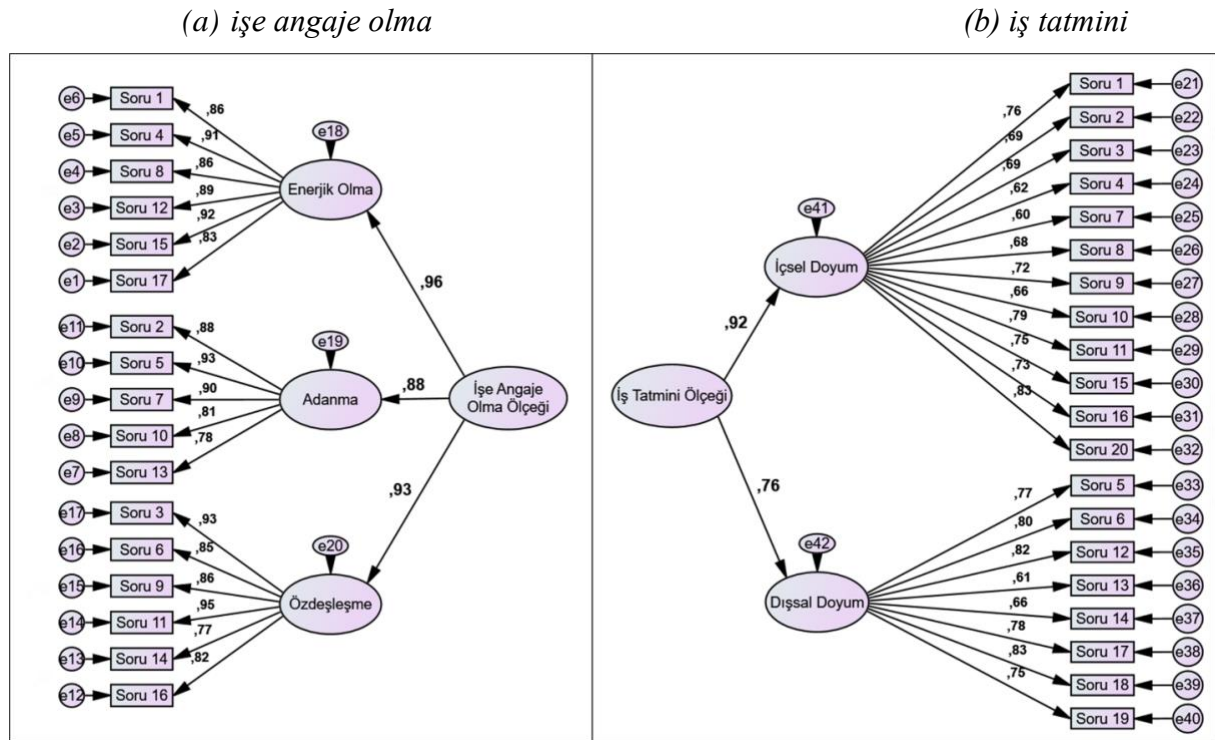 (a) işe angaje olma
(b) iş tatmini
e6 Soru 1 ,86
e5 Soru 4 ,91
e4 Soru 8 ,86
e3 Soru 12 ,89
e2 Soru 15 ,92
e1 Soru 17 ,83
e18
Enerjik Olma
,96
e11 Soru 2 ,88
e10 Soru 5 ,93
e9 Soru 7 ,90
e8 Soru 10 ,81
e7 Soru 13 ,78
e19
Adanma
,88
İşe Angaje
Olma Ölçeği
,93
e17 Soru 3 ,93
e16 Soru 6 ,85
e15 Soru 9 ,86
e14 Soru 11 ,95
e13 Soru 14 ,77
e12 Soru 16 ,82
e20
Özdeşleşme
İş Tatmini Ölçeği
,92
e41
İçsel Doyum
,76 Soru 1 e21
,69 Soru 2 e22
,69 Soru 3 e23
,62 Soru 4 e24
,60 Soru 7 e25
,68 Soru 8 e26
,72 Soru 9 e27
,66 Soru 10 e28
,79 Soru 11 e29
,75 Soru 15 e30
,73 Soru 16 e31
,83 Soru 20 e32
,76
e42
Dışsal Doyum
,77 Soru 5 e33
,80 Soru 6 e34
,82 Soru 12 e35
,61 Soru 13 e36
,66 Soru 14 e37
,78 Soru 17 e38
,83 Soru 18 e39
,75 Soru 19 e40